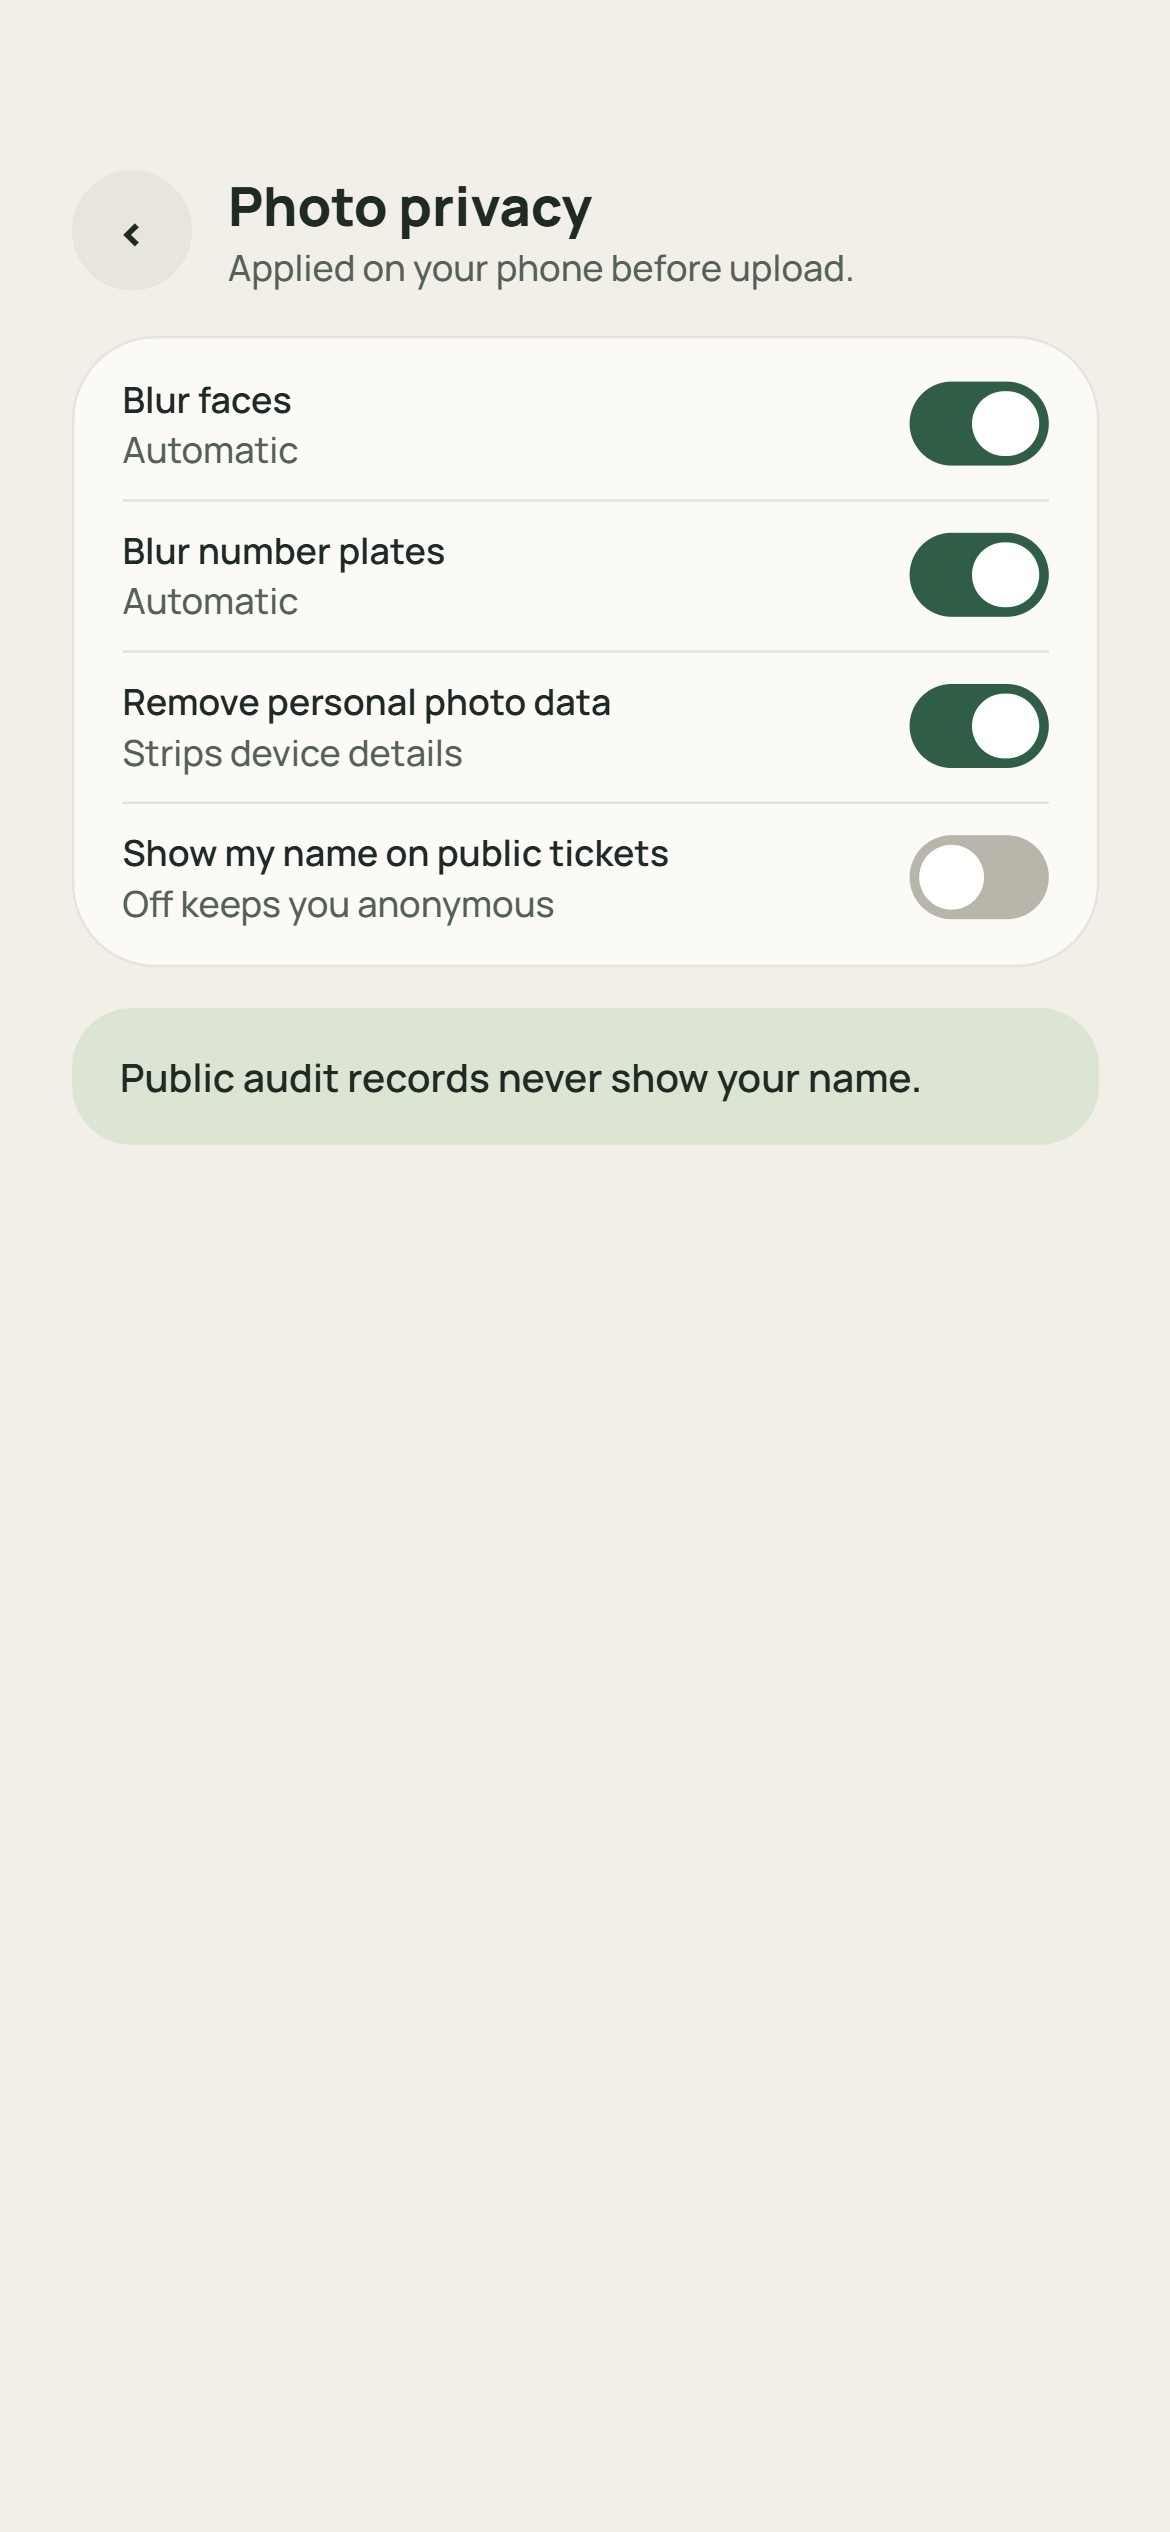 Photo privacy
Applied on your phone before upload.
Blur faces
Automatic
Blur number plates
Automatic
Remove personal photo data
Strips device details
Show my name on public tickets
Off keeps you anonymous
Public audit records never show your name.